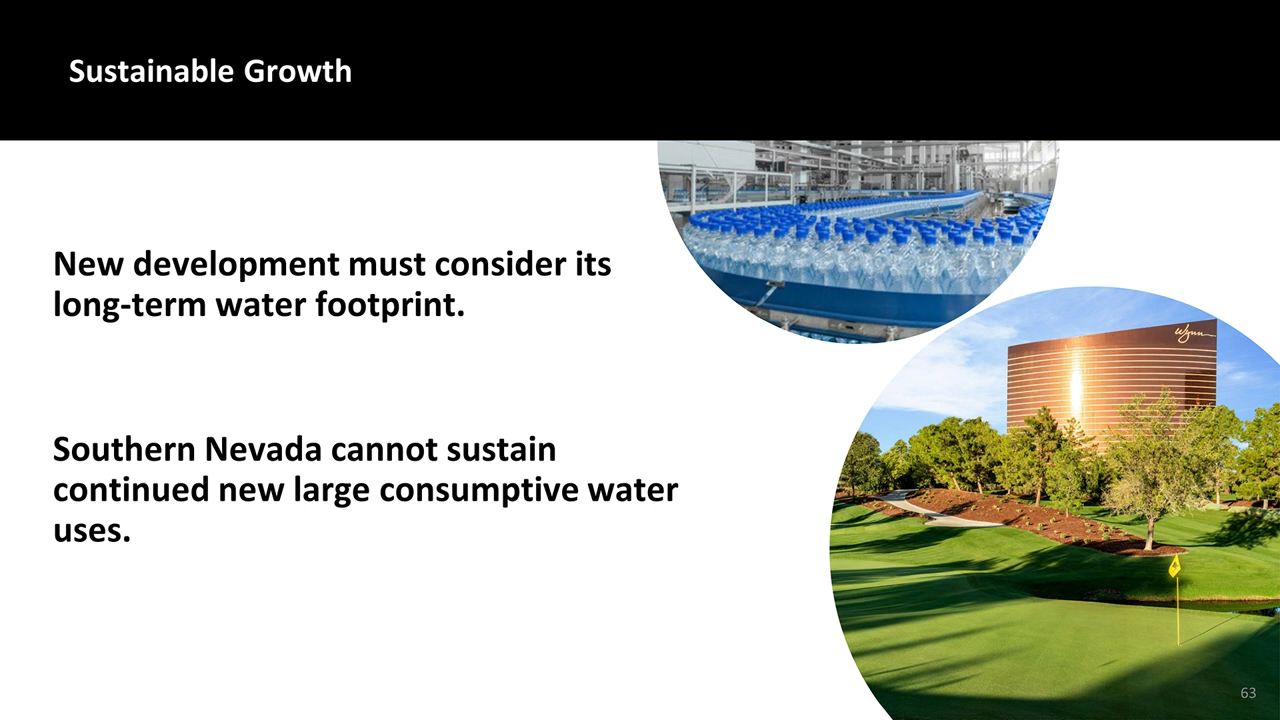 Sustainable Growth
New development must consider its
long-term water footprint.
Southern Nevada cannot sustain
continued new large consumptive water
uses.
Wynn
63